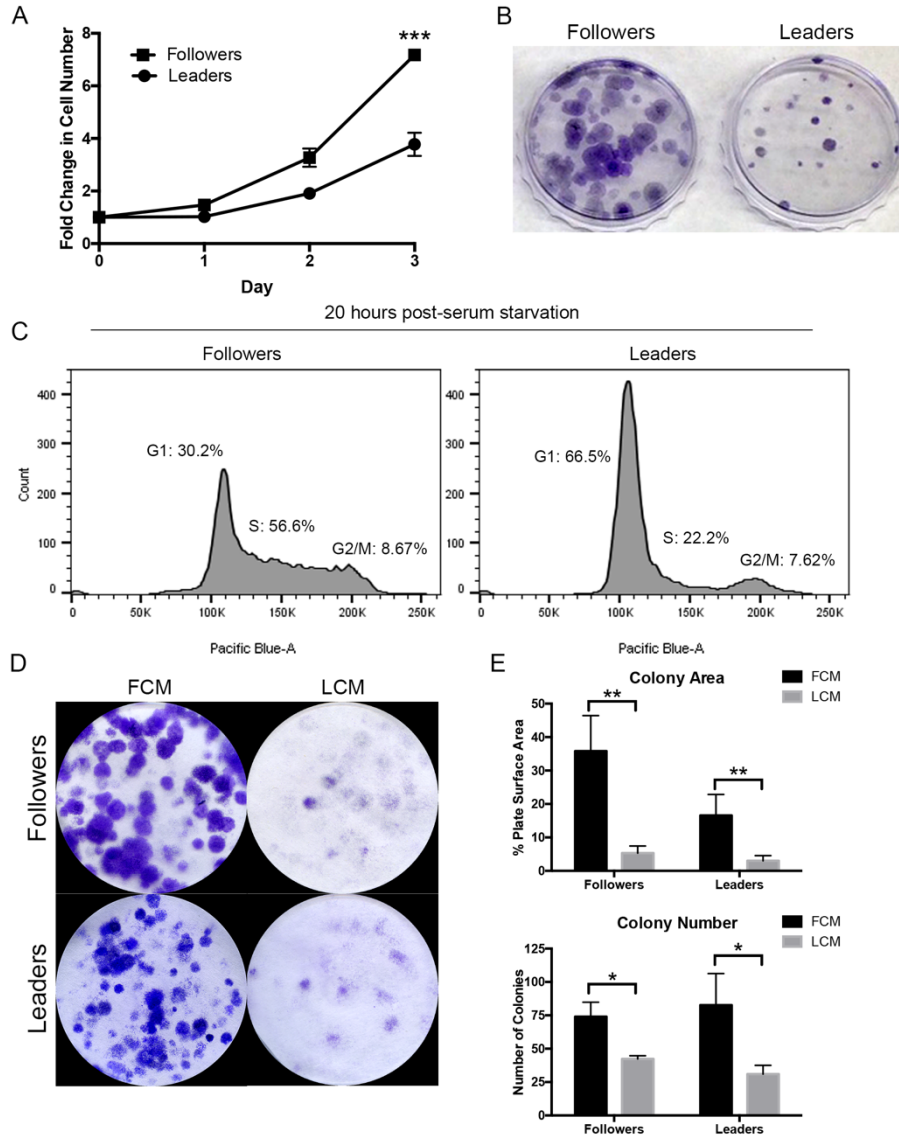 A
Fold Change in Cell Number
8
6
4
2
0
0 1 2 3
Day
Followers
Leaders
***
B
Followers Leaders
20 hours post-serum starvation
C
Followers
Count
400
300
200
100
0
G1: 30.2%
S: 56.6%
G2/M: 8.67%
0 50K 100K 150K 200K 250K
Pacific Blue-A
Leaders
400
300
200
100
0
G1: 66.5%
S: 22.2%
G2/M: 7.62%
0 50K 100K 150K 200K 250K
Pacific Blue-A
D
FCM LCM
Followers
Leaders
E
Colony Area
FCM
LCM
% Plate Surface Area
50
40
30
20
10
0
**
**
Followers Leaders
Colony Number
FCM
LCM
Number of Colonies
125
100
75
50
25
0
*
*
Followers Leaders